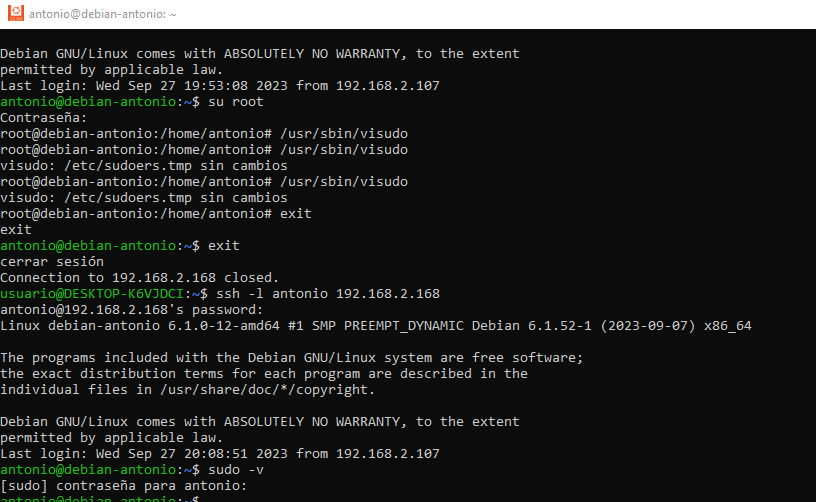 antonio@debian-antonio: ~
Debian GNU/Linux comes with ABSOLUTELY NO WARRANTY, to the extent
permitted by applicable law.
Last login: Wed Sep 27 19:53:08 2023 from 192.168.2.107
antonio@debian-antonio:~$ su root
Contraseña:
root@debian-antonio:/home/antonio# /usr/sbin/visudo
root@debian-antonio:/home/antonio# /usr/sbin/visudo
visudo: /etc/sudoers.tmp sin cambios
root@debian-antonio:/home/antonio# /usr/sbin/visudo
visudo: /etc/sudoers.tmp sin cambios
root@debian-antonio:/home/antonio# exit
exit
antonio@debian-antonio:~$ exit
cerrar sesión
Connection to 192.168.2.168 closed.
usuario@DESKTOP-K6VJDCI:~$ ssh -l antonio 192.168.2.168
antonio@192.168.2.168's password:
Linux debian-antonio 6.1.0-12-amd64 #1 SMP PREEMPT_DYNAMIC Debian 6.1.52-1 (2023-09-07) x86_64
The programs included with the Debian GNU/Linux system are free software;
the exact distribution terms for each program are described in the
individual files in /usr/share/doc/*/copyright.
Debian GNU/Linux comes with ABSOLUTELY NO WARRANTY, to the extent
permitted by applicable law.
Last login: Wed Sep 27 20:08:51 2023 from 192.168.2.107
antonio@debian-antonio:~$ sudo -v
[sudo] contraseña para antonio:
antonio@debian-antonio:~$